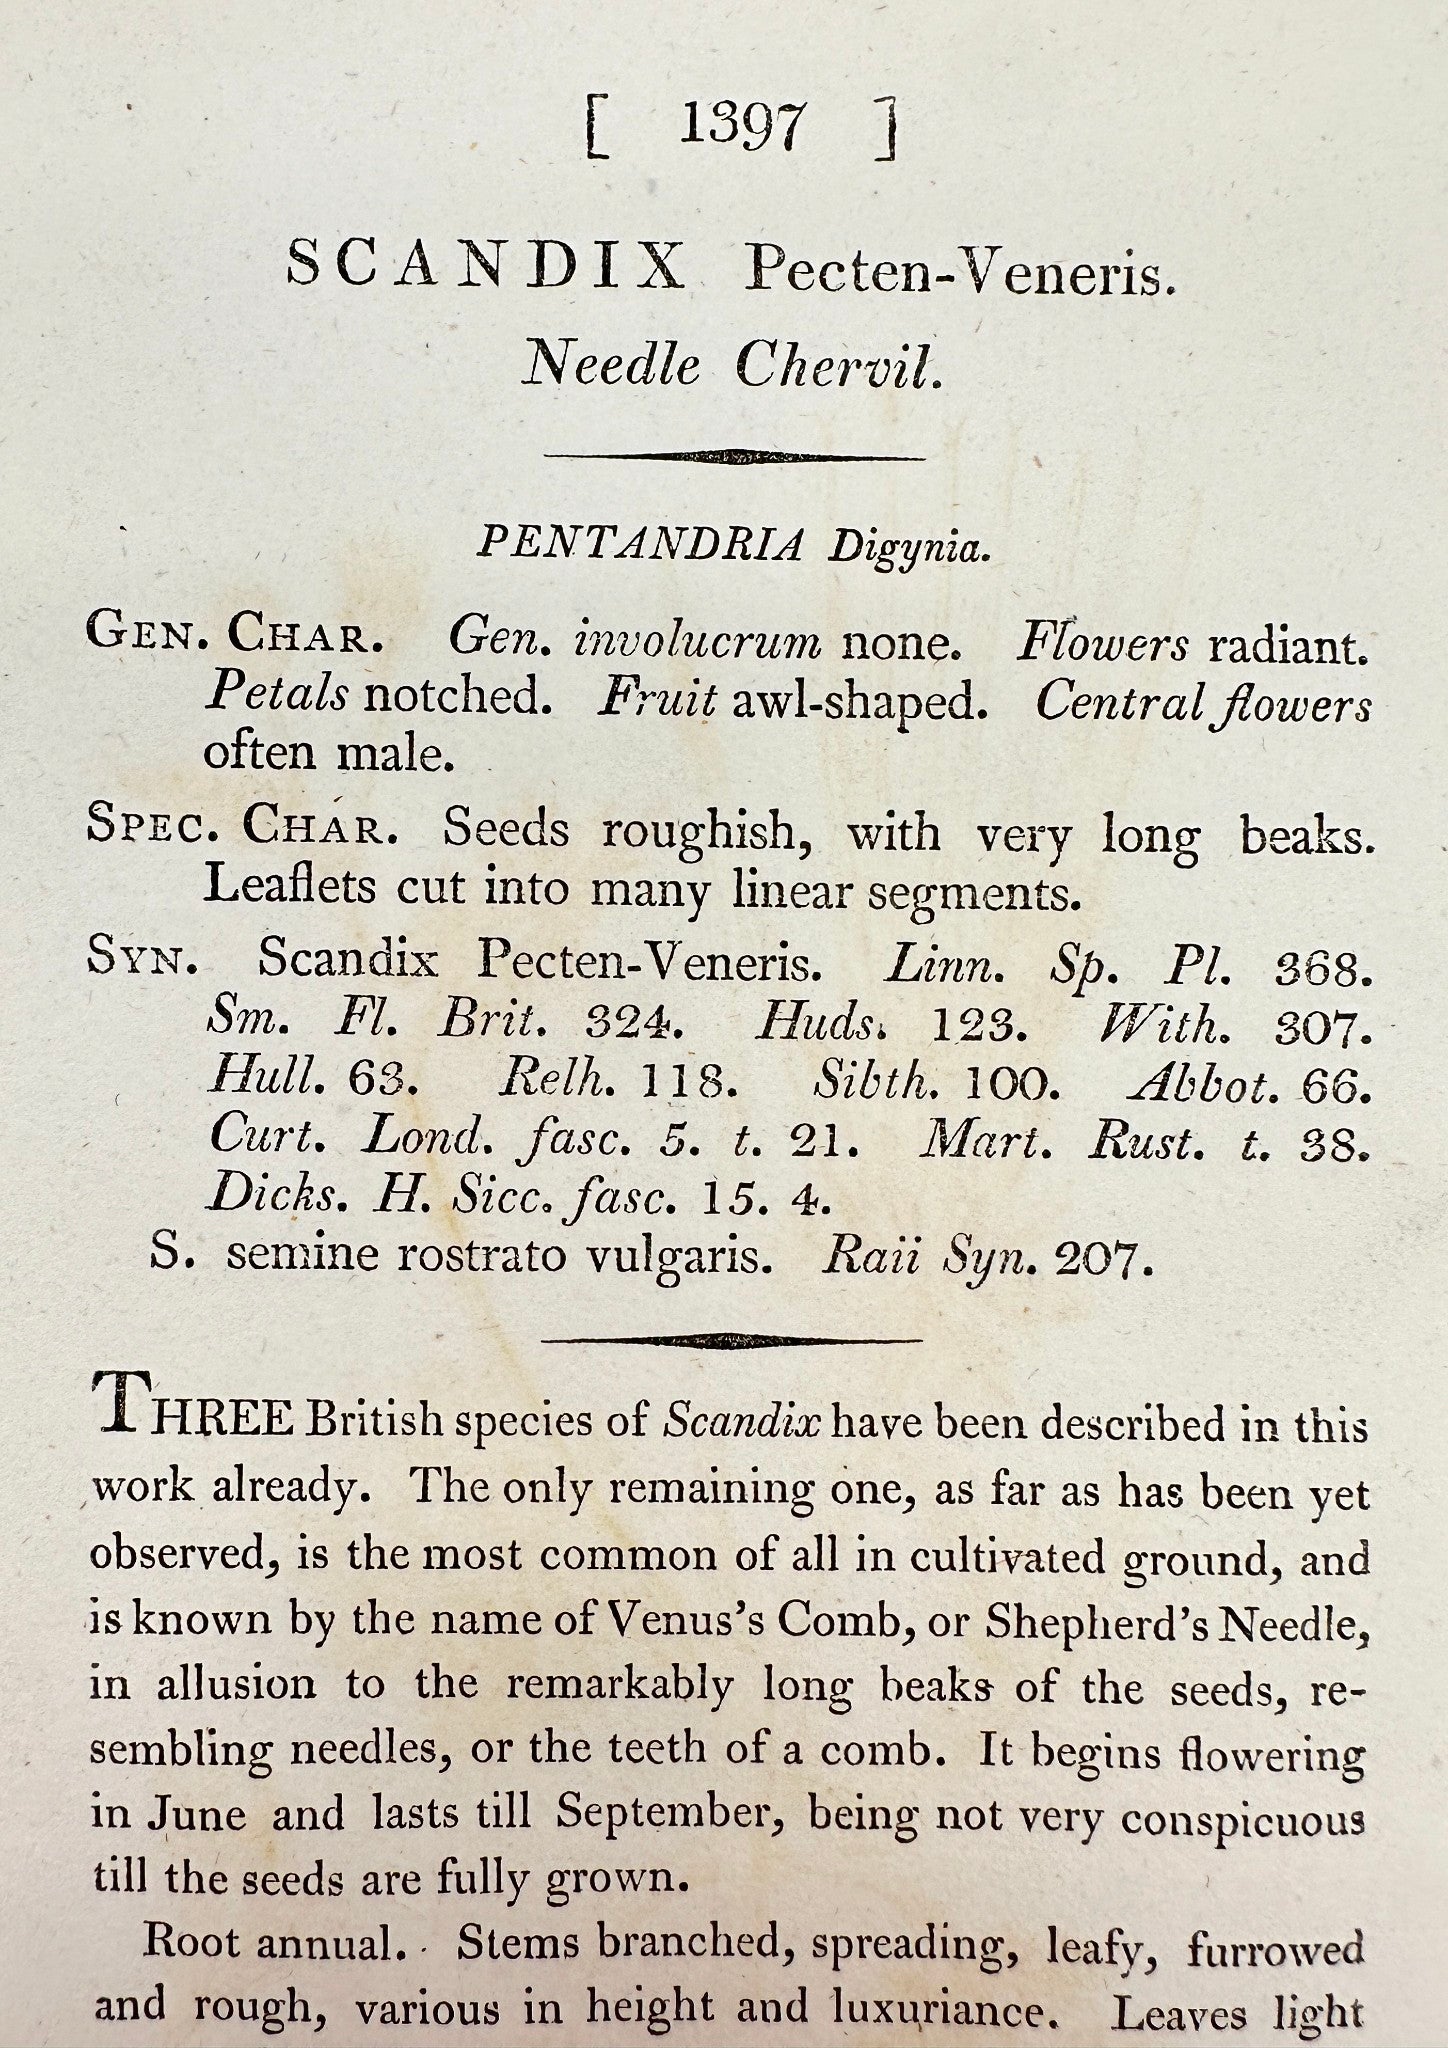 [ 1397 ]
SCANDIX Pecten-Veneris.
Needle Chervil.
PENTANDRIA Digynia.
GEN. CHAR. Gen. involucrum none. Flowers radiant.
Petals notched. Fruit awl-shaped. Central flowers
often male.
SPEC. CHAR. Seeds roughish, with very long beaks.
Leaflets cut into many linear segments.
SYN. Scandix Pecten-Veneris. Linn. Sp. Pl. 368.
Sm. Fl. Brit. 324. Huds. 123. With. 307.
Hull. 63. Relh. 118. Sibth. 100. Abbot. 66.
Curt. Lond. fasc. 5. t. 21. Mart. Rust. t. 38.
Dicks. H. Sicc. fasc. 15. 4.
S. semine rostrato vulgaris. Raii Syn. 207.
THREE British species of Scandix have been described in this
work already. The only remaining one, as far as has been yet
observed, is the most common of all in cultivated ground, and
is known by the name of Venus's Comb, or Shepherd's Needle,
in allusion to the remarkably long beaks of the seeds, re-
sembling needles, or the teeth of a comb. It begins flowering
in June and lasts till September, being not very conspicuous
till the seeds are fully grown.
Root annual. Stems branched, spreading, leafy, furrowed
and rough, various in height and luxuriance. Leaves light